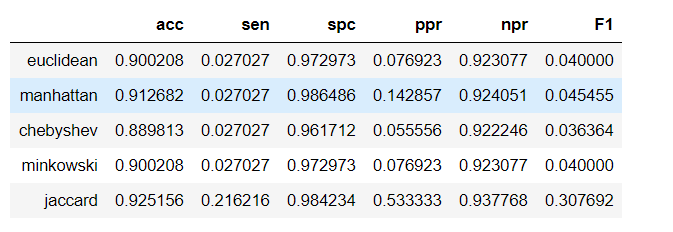 acc sen spc ppr npr F1
euclidean 0.900208 0.027027 0.972973 0.076923 0.923077 0.040000
manhattan 0.912682 0.027027 0.986486 0.142857 0.924051 0.045455
chebyshev 0.889813 0.027027 0.961712 0.055556 0.922246 0.036364
minkowski 0.900208 0.027027 0.972973 0.076923 0.923077 0.040000
jaccard 0.925156 0.216216 0.984234 0.533333 0.937768 0.307692